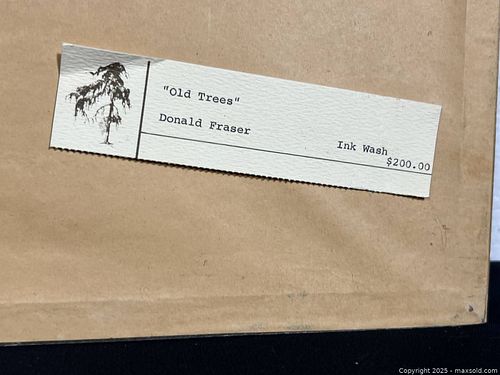 "Old Trees"
Donald Fraser
Ink Wash
$200.00
Copyright 2025 - maxsold.com